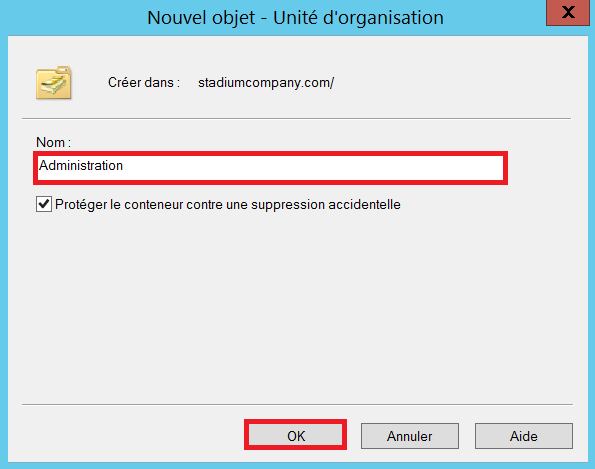 Nouvel objet - Unité d'organisation
X
Créer dans : stadiumcompany.com/
Nom :
Administration
Protéger le conteneur contre une suppression accidentelle
OK Annuler Aide